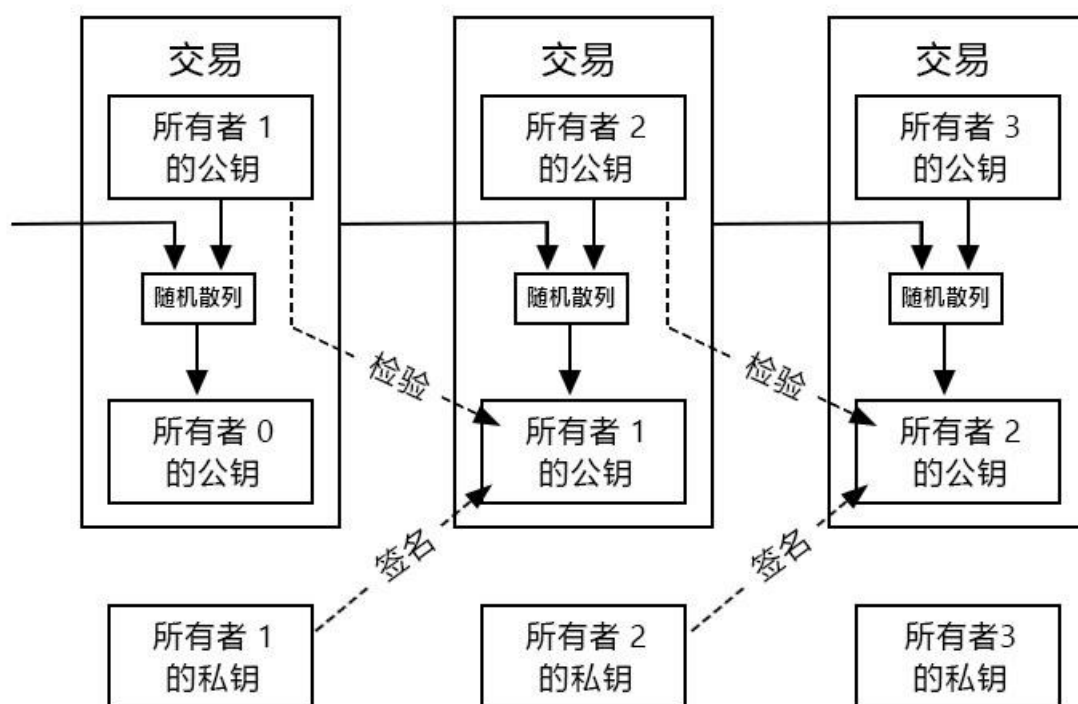 交易
交易
交易
所有者 1
的公钥
所有者 2
的公钥
所有者 3
的公钥
随机散列
随机散列
随机散列
检验
检验
所有者 0
的公钥
所有者 1
的公钥
所有者 2
的公钥
签名
签名
所有者 1
的私钥
所有者 2
的私钥
所有者3
的私钥